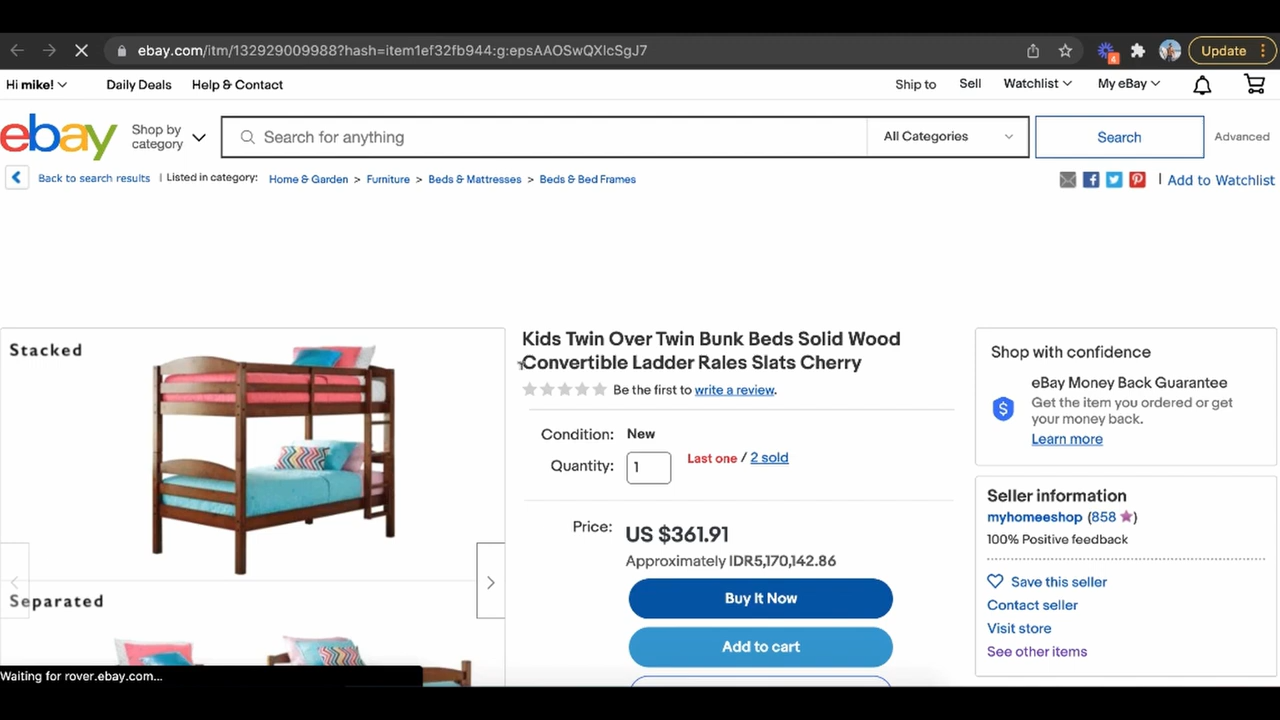 ebay.com/itm/132929009988?hash=item1ef32fb944:g:epsAAOSwQXlcSgJ7
4
Update
Hi mike!
Daily Deals
Help & Contact
Ship to
Sell
Watchlist
My eBay
ebay
Shop by
category
Search for anything
All Categories
Search
Advanced
Back to search results | Listed in category: Home & Garden > Furniture > Beds & Mattresses > Beds & Bed Frames
| Add to Watchlist
Stacked
Separated
Kids Twin Over Twin Bunk Beds Solid Wood
Convertible Ladder Rales Slats Cherry
Be the first to write a review.
Condition: New
Quantity: 1
Last one / 2 sold
Price: US $361.91
Approximately IDR5,170,142.86
Buy It Now
Add to cart
Shop with confidence
eBay Money Back Guarantee
Get the item you ordered or get
your money back.
Learn more
Seller information
myhomeeshop (858 ★)
100% Positive feedback
Save this seller
Contact seller
Visit store
See other items
Waiting for rover.ebay.com...